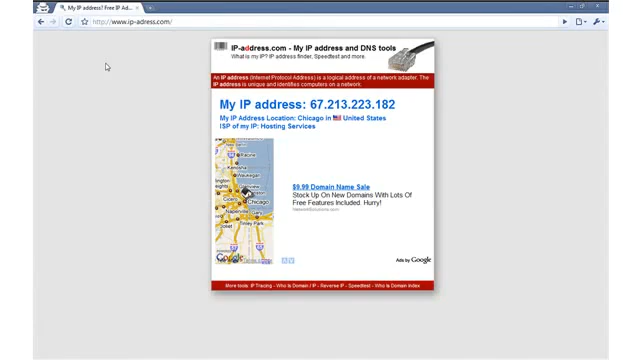 My IP address? Free IP Ad...
http://www.ip-adress.com/
IP-address.com - My IP address and DNS tools
What is my IP? IP address finder, Speedtest and more.
An IP address (Internet Protocol Address) is a logical address of a network adapter. The
IP address is unique and identifies computers on a network.
My IP address: 67.213.223.182
My IP Address Location: Chicago in United States
ISP of my IP: Hosting Services
Racine
Kenosha
Waukegan
Cicero
Chicago
Naperville
Gary
Tinley Park
Google
$9.99 Domain Name Sale
Stock Up On New Domains With Lots Of
Free Features Included. Hurry!
NetworkSolutions.com
Ads by Google
More tools: IP Tracing - Who Is Domain / IP - Reverse IP - Speedtest - Who Is Domain Index